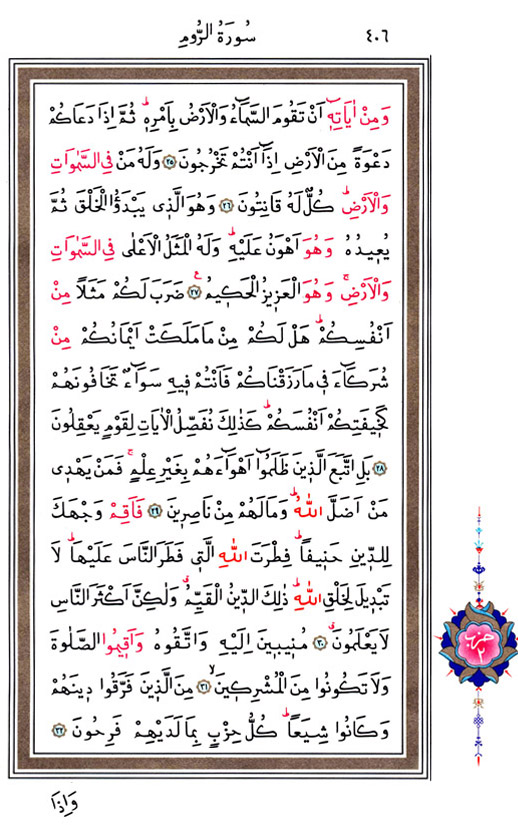 ٤٠٦ سُورَةُ الرُّومِ
وَمِنْ اٰيَاتِه۪ٓ اَنْ تَقُومَ السَّمَٓاءُ وَالْاَرْضُ بِاَمْرِه۪ۜ ثُمَّ اِذَا دَعَاكُمْ
دَعْوَةً مِنَ الْاَرْضِ اِذَٓا اَنْتُمْ تَخْرُجُونَ ﴿٢٥﴾ وَلَهُ مَنْ فِي السَّمٰوَاتِ
وَالْاَرْضِۜ كُلٌّ لَهُ قَانِتُونَ ﴿٢٦﴾ وَهُوَ الَّذ۪ي يَبْدَؤُا الْخَلْقَ ثُمَّ
يُع۪يدُهُ وَهُوَ اَهْوَنُ عَلَيْهِۜ وَلَهُ الْمَثَلُ الْاَعْلٰى فِي السَّمٰوَاتِ
وَالْاَرْضِۚ وَهُوَ الْعَز۪يزُ الْحَك۪يمُ۟ ﴿٢٧﴾ ضَرَبَ لَكُمْ مَثَلًا مِنْ
اَنْفُسِكُمْۜ هَلْ لَكُمْ مِنْ مَا مَلَكَتْ اَيْمَانُكُمْ مِنْ
شُرَكَٓاءَ ف۪ي مَا رَزَقْنَاكُمْ فَاَنْتُمْ ف۪يهِ سَوَٓاءٌ تَخَافُونَهُمْ
كَخ۪يفَتِكُمْ اَنْفُسَكُمْۜ كَذٰلِكَ نُفَصِّلُ الْاٰيَاتِ لِقَوْمٍ يَعْقِلُونَ
﴿٢٨﴾ بَلِ اتَّبَعَ الَّذ۪ينَ ظَلَمُٓوا اَهْوَٓاءَهُمْ بِغَيْرِ عِلْمٍۚ فَمَنْ يَهْد۪ي
مَنْ اَضَلَّ اللّٰهُۜ وَمَا لَهُمْ مِنْ نَاصِر۪ينَ ﴿٢٩﴾ فَاَقِمْ وَجْهَكَ
لِلدّ۪ينِ حَن۪يفًاۜ فِطْرَتَ اللّٰهِ الَّت۪ي فَطَرَ النَّاسَ عَلَيْهَاۜ لَا
تَبْد۪يلَ لِخَلْقِ اللّٰهِۜ ذٰلِكَ الدّ۪ينُ الْقَيِّمُۗ وَلٰكِنَّ اَكْثَرَ النَّاسِ
لَا يَعْلَمُونَۗ ﴿٣٠﴾ مُن۪يب۪ينَ اِلَيْهِ وَاتَّقُوهُ وَاَق۪يمُوا الصَّلٰوةَ
وَلَا تَكُونُوا مِنَ الْمُشْرِك۪ينَۙ ﴿٣١﴾ مِنَ الَّذ۪ينَ فَرَّقُوا د۪ينَهُمْ
وَكَانُوا شِيَعًاۜ كُلُّ حِزْبٍ بِمَا لَدَيْهِمْ فَرِحُونَ ﴿٣٢﴾
وَاِذَا
حزب
٢